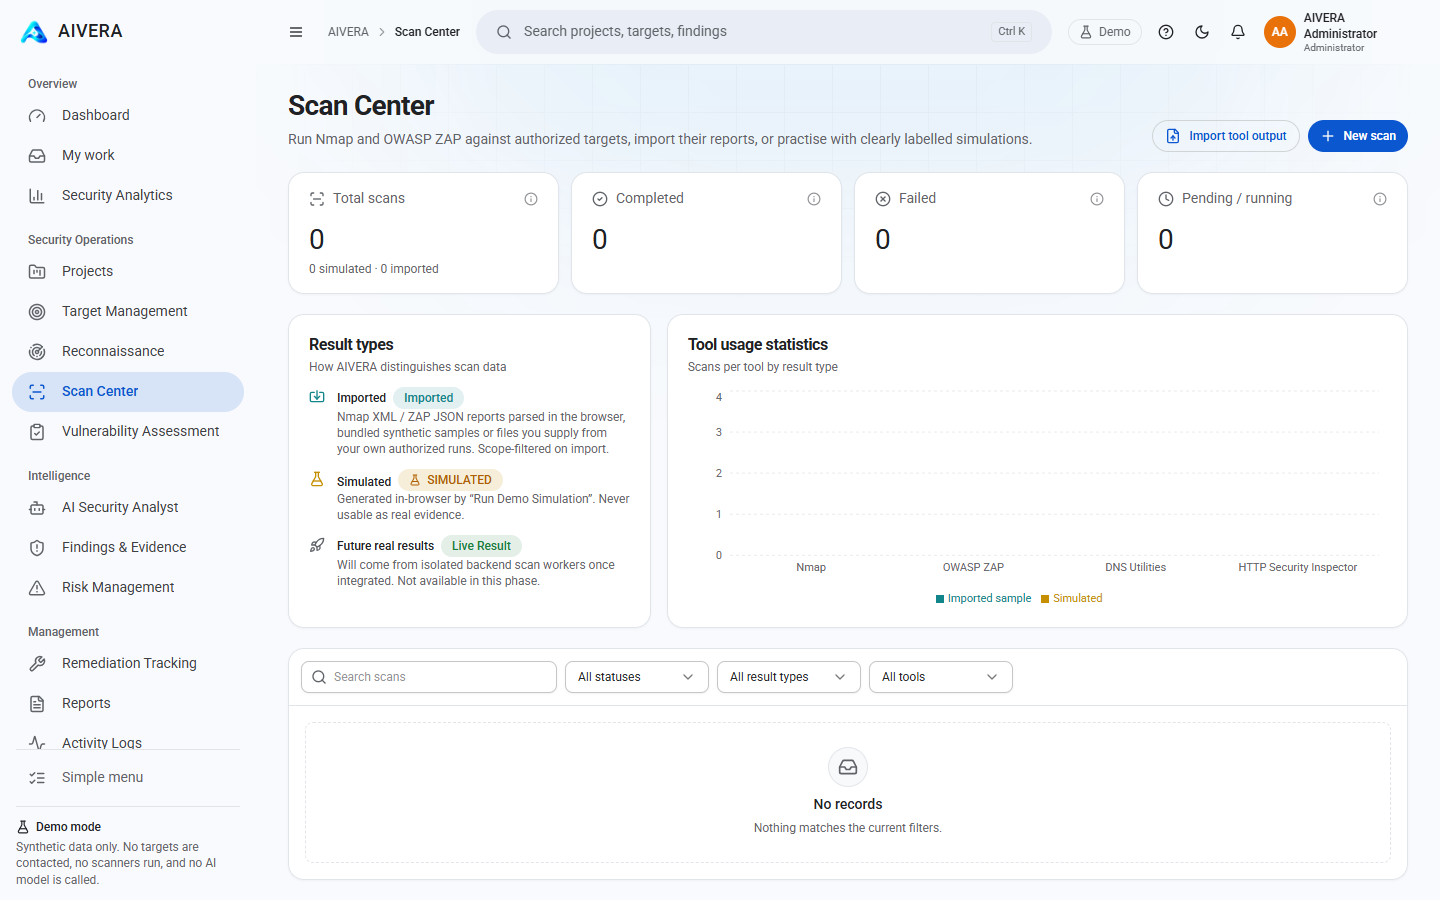 AIVERA
AIVERA > Scan Center
Search projects, targets, findings
Ctrl K
Demo
AA
AIVERA
Administrator
Administrator
Overview
Dashboard
My work
Security Analytics
Security Operations
Projects
Target Management
Reconnaissance
Scan Center
Vulnerability Assessment
Intelligence
AI Security Analyst
Findings & Evidence
Risk Management
Management
Remediation Tracking
Reports
Activity Logs
Simple menu
Demo mode
Synthetic data only. No targets are
contacted, no scanners run, and no AI
model is called.
Scan Center
Run Nmap and OWASP ZAP against authorized targets, import their reports, or practise with clearly labelled simulations.
Import tool output
New scan
Total scans
0
0 simulated · 0 imported
Completed
0
Failed
0
Pending / running
0
Result types
How AIVERA distinguishes scan data
Imported Imported
Nmap XML / ZAP JSON reports parsed in the browser,
bundled synthetic samples or files you supply from
your own authorized runs. Scope-filtered on import.
Simulated SIMULATED
Generated in-browser by “Run Demo Simulation”. Never
usable as real evidence.
Future real results Live Result
Will come from isolated backend scan workers once
integrated. Not available in this phase.
Tool usage statistics
Scans per tool by result type
4
3
2
1
0
Nmap OWASP ZAP DNS Utilities HTTP Security Inspector
Imported sample Simulated
Search scans
All statuses
All result types
All tools
No records
Nothing matches the current filters.